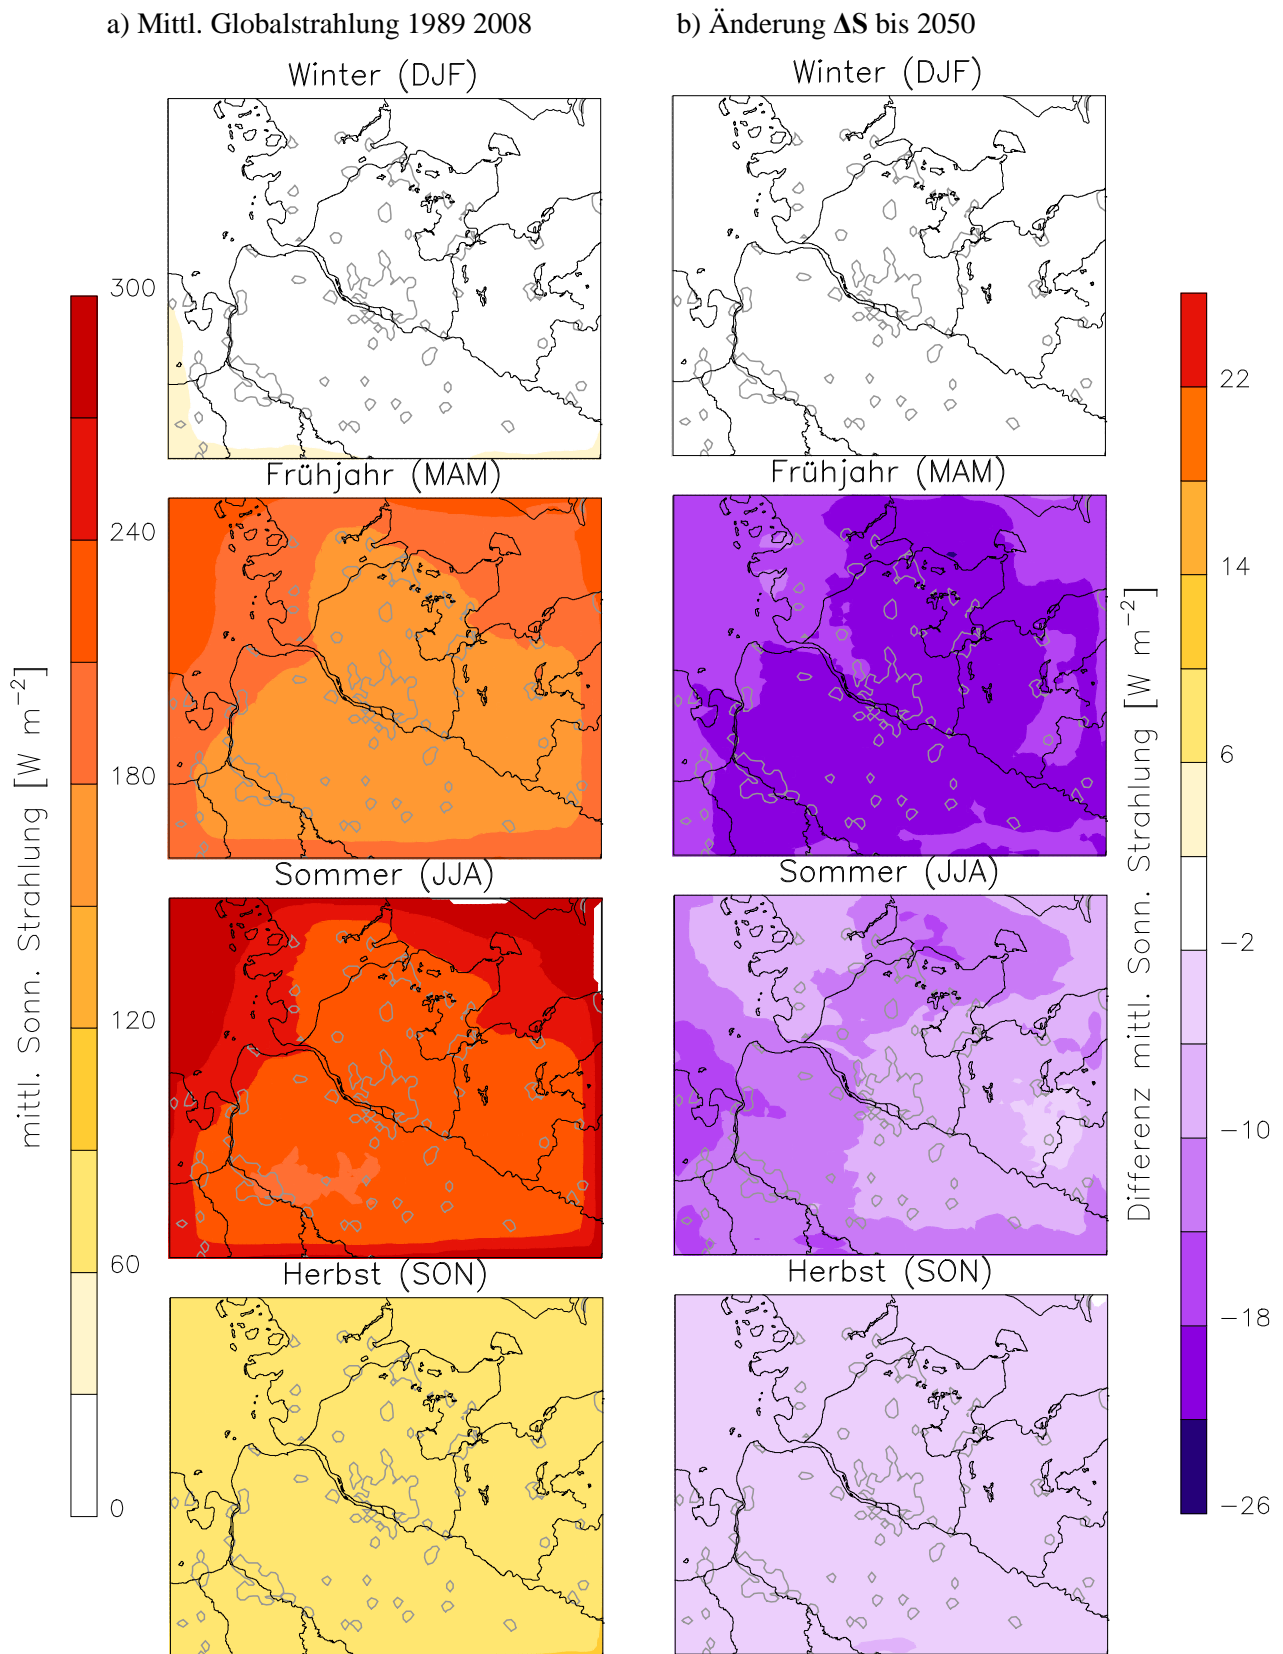 a) Mittl. Globalstrahlung 1989 2008
b) Änderung ΔS bis 2050
Winter (DJF)
Winter (DJF)
Frühjahr (MAM)
Frühjahr (MAM)
Sommer (JJA)
Sommer (JJA)
Herbst (SON)
Herbst (SON)
mittl. Sonn. Strahlung [W m⁻²]
300
240
180
120
60
0
Differenz mittl. Sonn. Strahlung [W m⁻²]
22
14
6
−2
−10
−18
−26